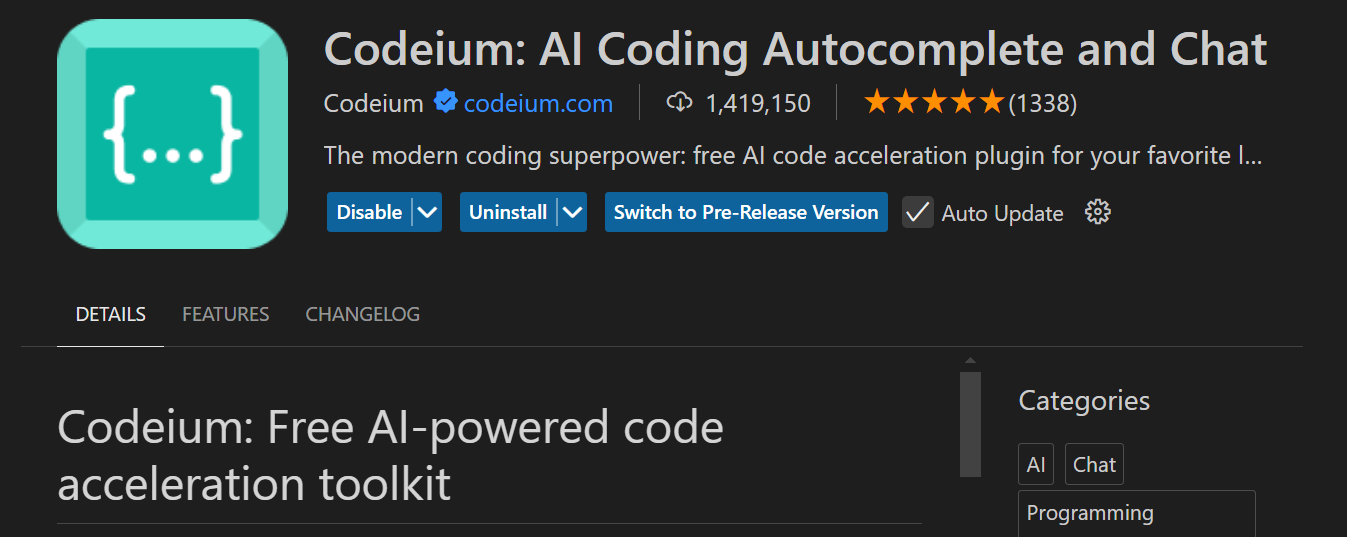 {...}
Codeium: AI Coding Autocomplete and Chat
Codeium codeium.com 1,419,150 (1338)
The modern coding superpower: free AI code acceleration plugin for your favorite l...
Disable Uninstall Switch to Pre-Release Version Auto Update
DETAILS FEATURES CHANGELOG
Codeium: Free AI-powered code
acceleration toolkit
Categories
AI Chat
Programming